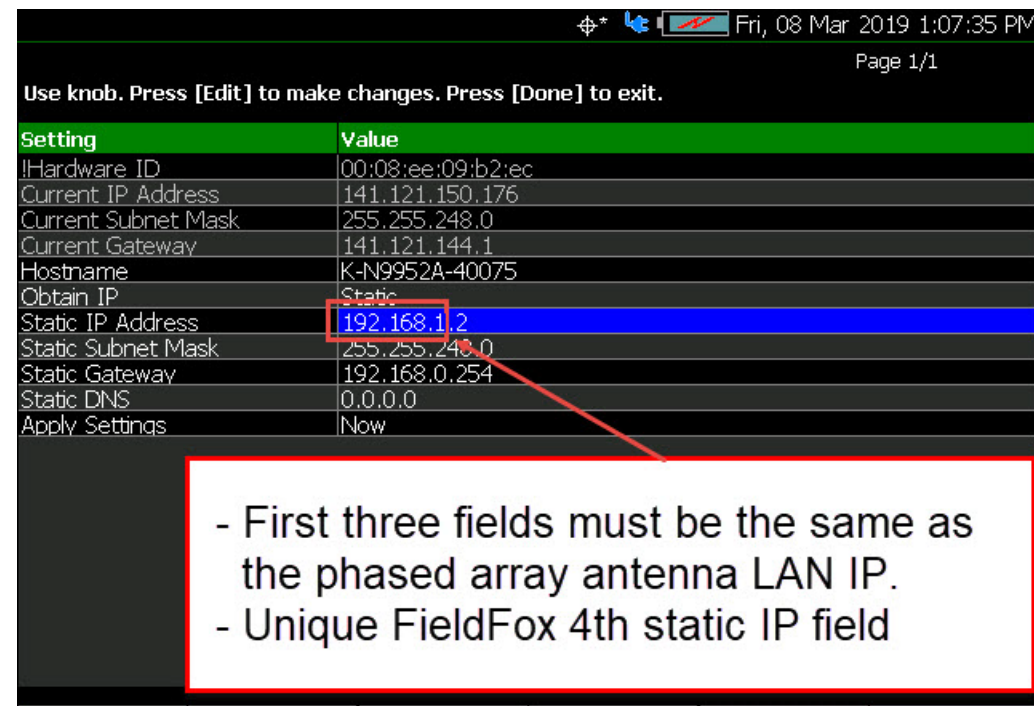 Fri, 08 Mar 2019 1:07:35 PM
Page 1/1
Use knob. Press [Edit] to make changes. Press [Done] to exit.
Setting Value
!Hardware ID 00:08:ee:09:b2:ec
Current IP Address 141.121.150.176
Current Subnet Mask 255.255.248.0
Current Gateway 141.121.144.1
Hostname K-N9952A-40075
Obtain IP Static
Static IP Address 192.168.1.2
Static Subnet Mask 255.255.248.0
Static Gateway 192.168.0.254
Static DNS 0.0.0.0
Apply Settings Now
- First three fields must be the same as
the phased array antenna LAN IP.
- Unique FieldFox 4th static IP field